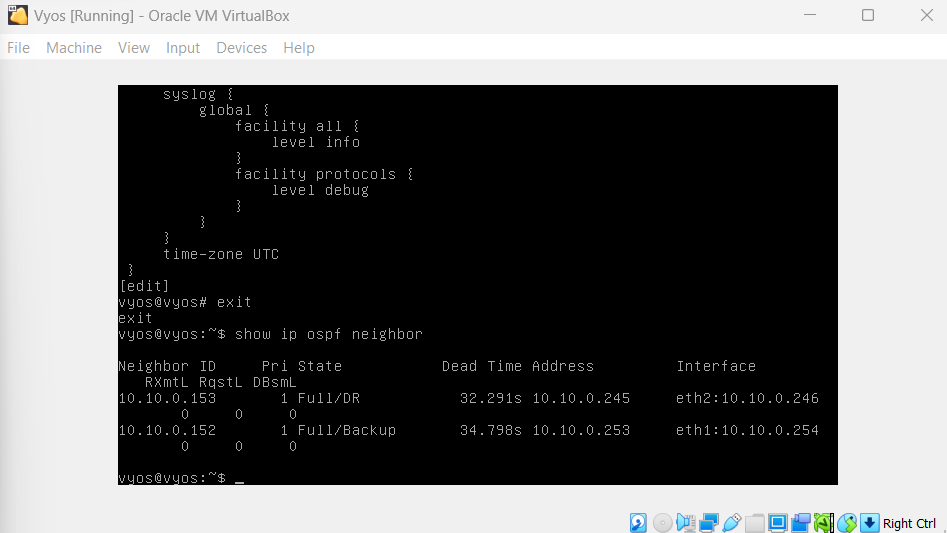 Vyos [Running] - Oracle VM VirtualBox
File Machine View Input Devices Help
syslog {
global {
facility all {
level info
}
facility protocols {
level debug
}
}
}
time-zone UTC
}
[edit]
vyos@vyos# exit
exit
vyos@vyos:~$ show ip ospf neighbor
Neighbor ID Pri State Dead Time Address Interface
RXmtL RqstL DBsmL
10.10.0.153 1 Full/DR 32.291s 10.10.0.245 eth2:10.10.0.246
0 0 0
10.10.0.152 1 Full/Backup 34.798s 10.10.0.253 eth1:10.10.0.254
0 0 0
vyos@vyos:~$ _
Right Ctrl